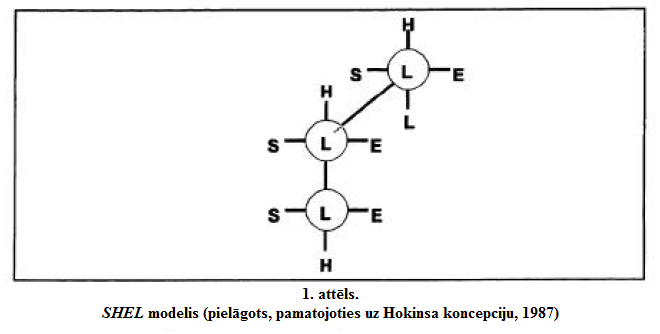 H
S L E
L
H
S L E
S L E
H
1. attēls.
SHEL modelis (pielāgots, pamatojoties uz Hokinsa koncepciju, 1987)